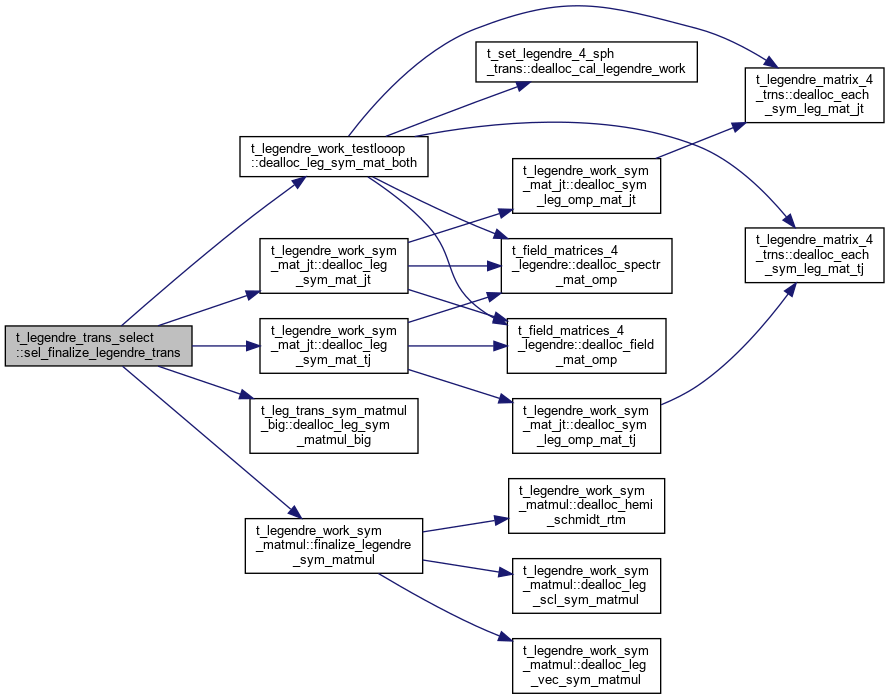 t_legendre_trans_select
::sel_finalize_legendre_trans
t_legendre_work_testlooop
::dealloc_leg_sym_mat_both
t_legendre_work_sym
_mat_jt::dealloc_leg
_sym_mat_jt
t_legendre_work_sym
_mat_jt::dealloc_leg
_sym_mat_tj
t_leg_trans_sym_matmul
_big::dealloc_leg_sym
_matmul_big
t_legendre_work_sym
_matmul::finalize_legendre
_sym_matmul
t_set_legendre_4_sph
_trans::dealloc_cal_legendre_work
t_legendre_work_sym
_mat_jt::dealloc_sym
_leg_omp_mat_jt
t_field_matrices_4
_legendre::dealloc_spectr
_mat_omp
t_field_matrices_4
_legendre::dealloc_field
_mat_omp
t_legendre_work_sym
_mat_jt::dealloc_sym
_leg_omp_mat_tj
t_legendre_work_sym
_matmul::dealloc_hemi
_schmidt_rtm
t_legendre_work_sym
_matmul::dealloc_leg
_scl_sym_matmul
t_legendre_work_sym
_matmul::dealloc_leg
_vec_sym_matmul
t_legendre_matrix_4
_trns::dealloc_each
_sym_leg_mat_jt
t_legendre_matrix_4
_trns::dealloc_each
_sym_leg_mat_tj